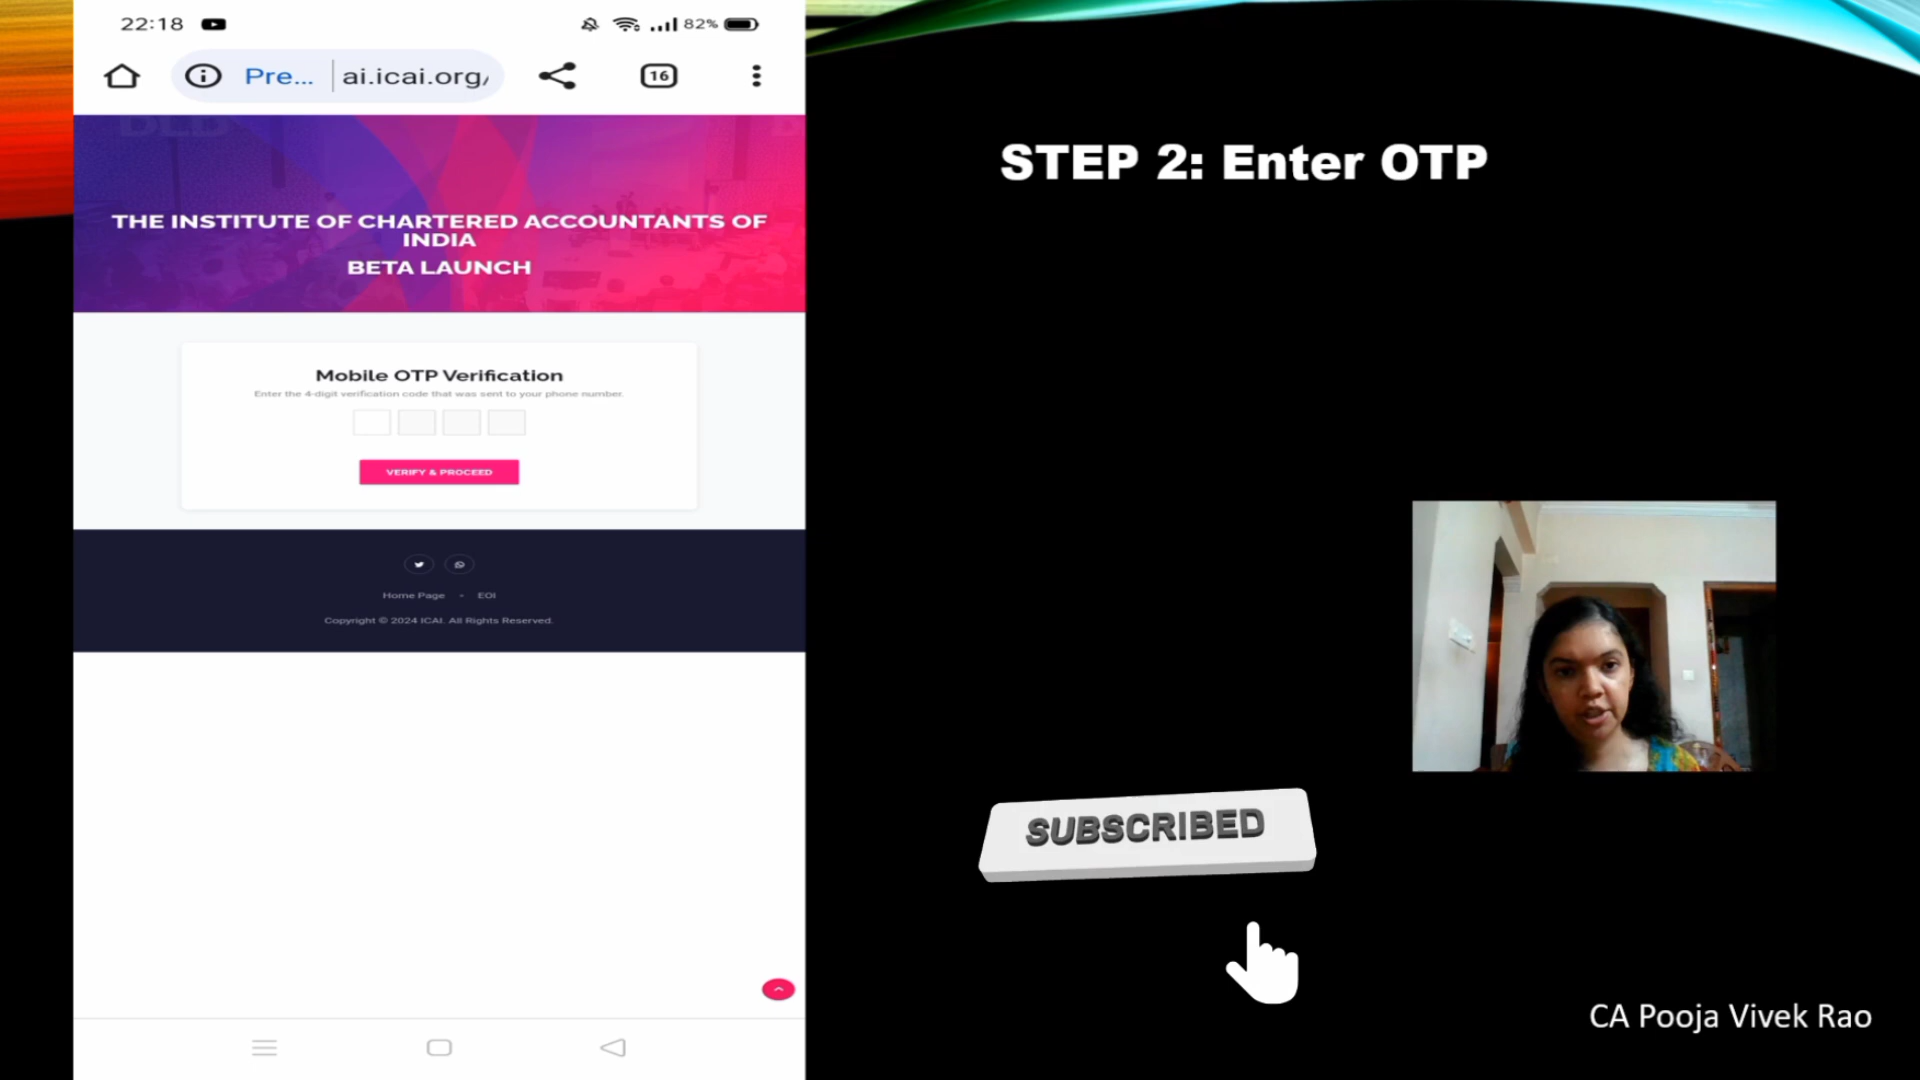 22:18
82%
Pre... ai.icai.org/
16
THE INSTITUTE OF CHARTERED ACCOUNTANTS OF
INDIA
BETA LAUNCH
Mobile OTP Verification
Enter the 4-digit verification code that was sent to your phone number.
VERIFY & PROCEED
Home Page - EOI
Copyright © 2024 ICAI. All Rights Reserved.
STEP 2: Enter OTP
SUBSCRIBED
CA Pooja Vivek Rao